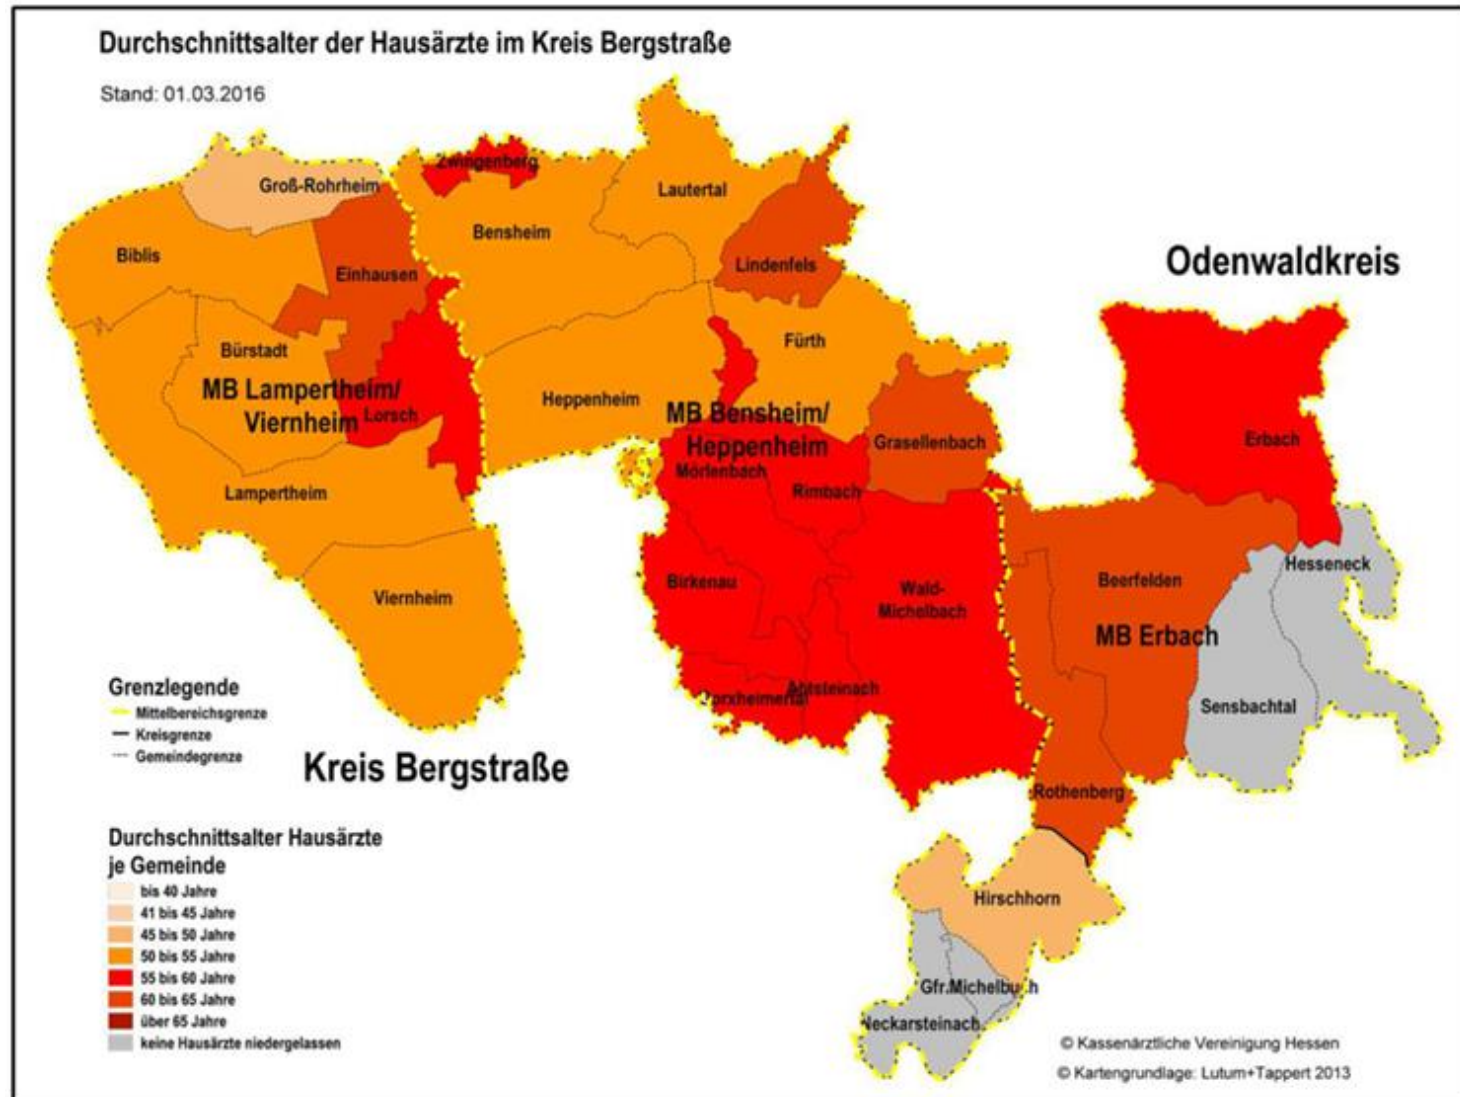 Durchschnittsalter der Hausärzte im Kreis Bergstraße
Stand: 01.03.2016
Zwingenberg
Groß-Rohrheim
Lautertal
Bensheim
Biblis
Einhausen
Lindenfels
Odenwaldkreis
Bürstadt
Fürth
MB Lampertheim/
Viernheim
Lorsch
Heppenheim
MB Bensheim/
Heppenheim
Grasellenbach
Erbach
Mörlenbach
Rimbach
Lampertheim
Hesseneck
Birkenau
Beerfelden
Wald-
Michelbach
Viernheim
MB Erbach
Abtsteinach
Sensbachtal
Rothenberg
Grenzlegende
Mittelbereichsgrenze
Kreisgrenze
Gemeindegrenze
Kreis Bergstraße
Durchschnittsalter Hausärzte
je Gemeinde
bis 40 Jahre
41 bis 45 Jahre
45 bis 50 Jahre
50 bis 55 Jahre
55 bis 60 Jahre
60 bis 65 Jahre
über 65 Jahre
keine Hausärzte niedergelassen
Hirschhorn
Gfr.Michelbuch
Neckarsteinach
© Kassenärztliche Vereinigung Hessen
© Kartengrundlage: Lutum+Tappert 2013